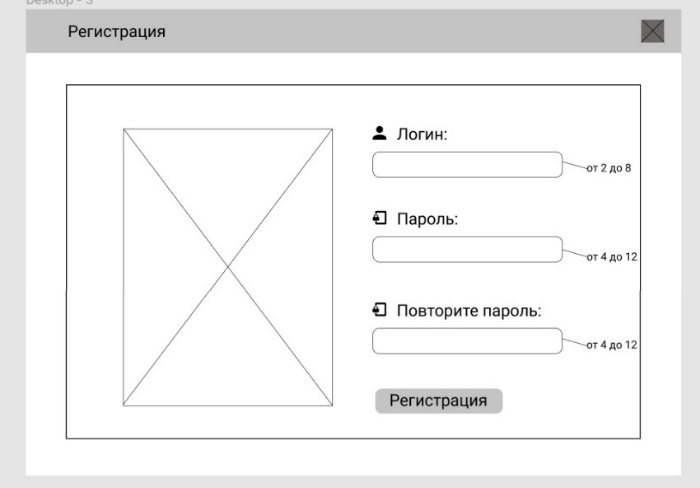 Desktop - 3
Регистрация
Логин:
от 2 до 8
Пароль:
от 4 до 12
Повторите пароль:
от 4 до 12
Регистрация